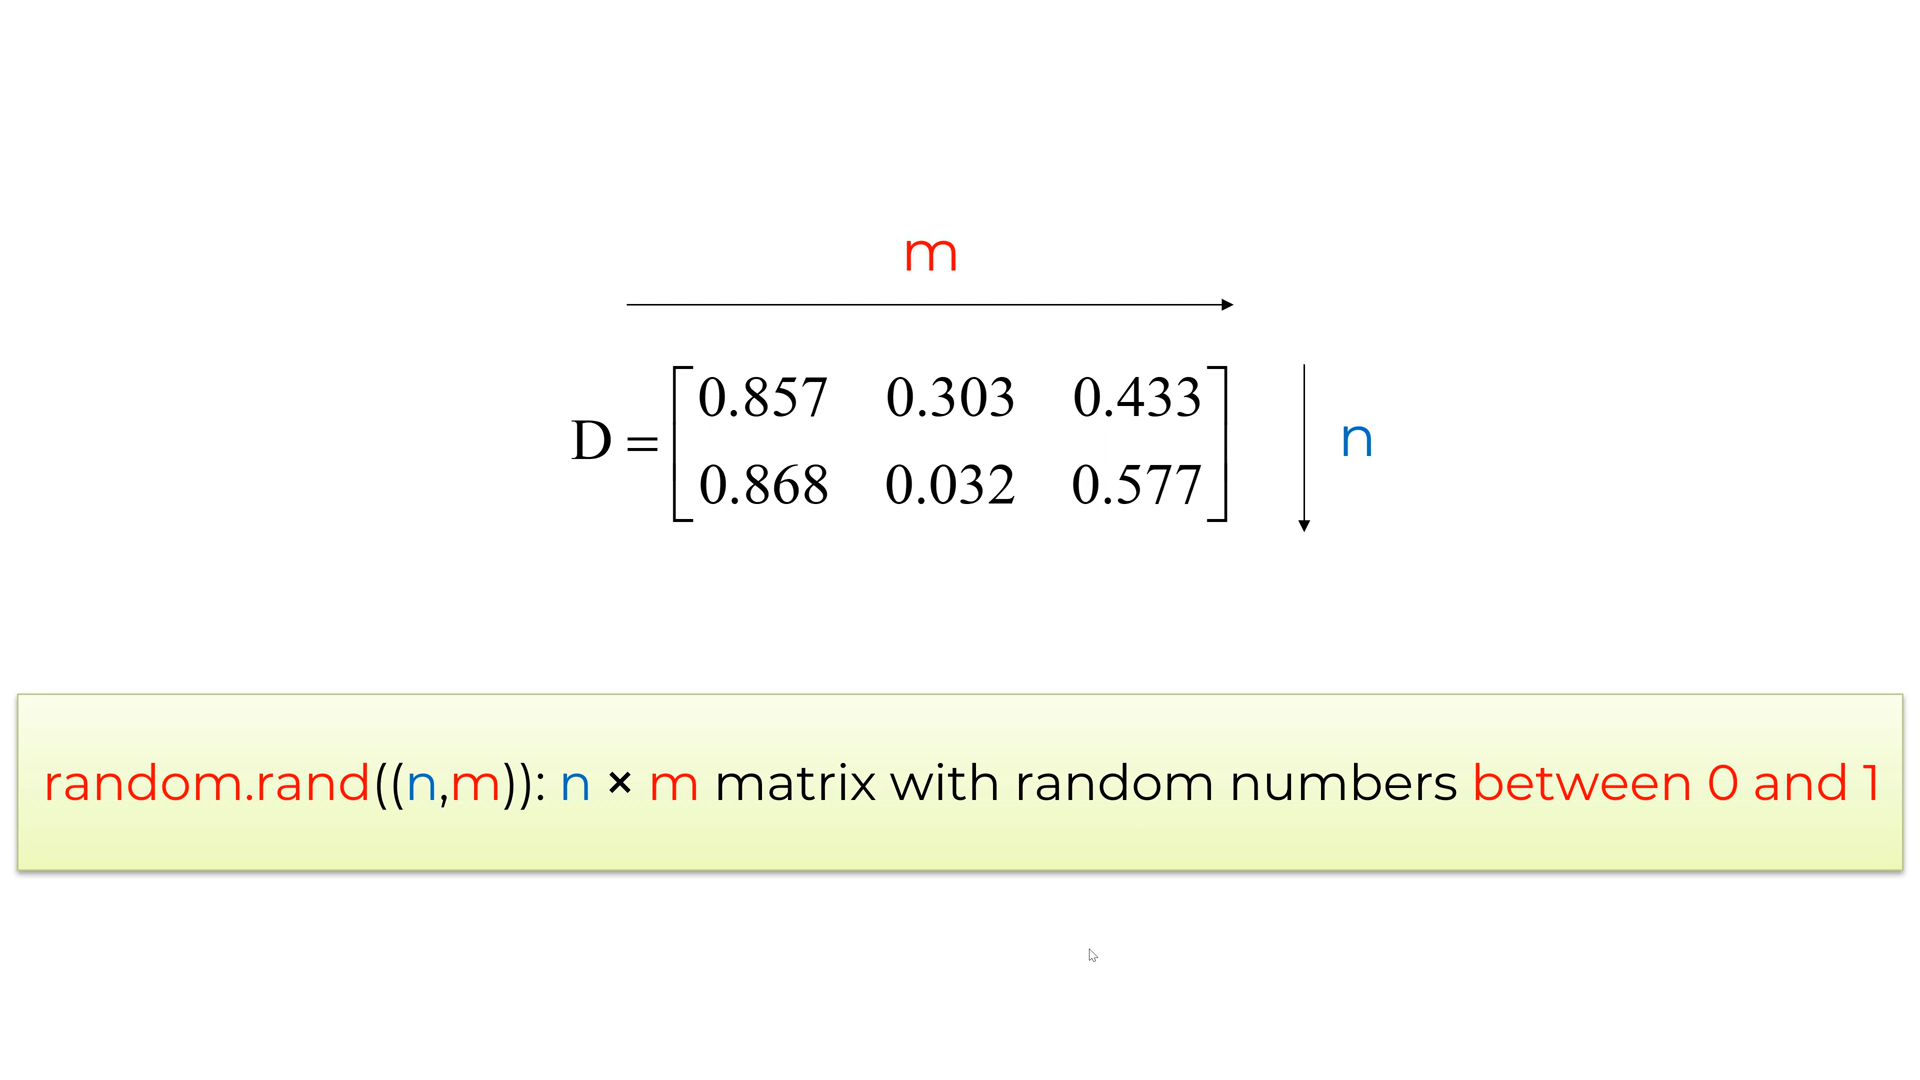 m
D = [0.857 0.303 0.433
0.868 0.032 0.577]
n
random.rand((n,m)): n × m matrix with random numbers between 0 and 1